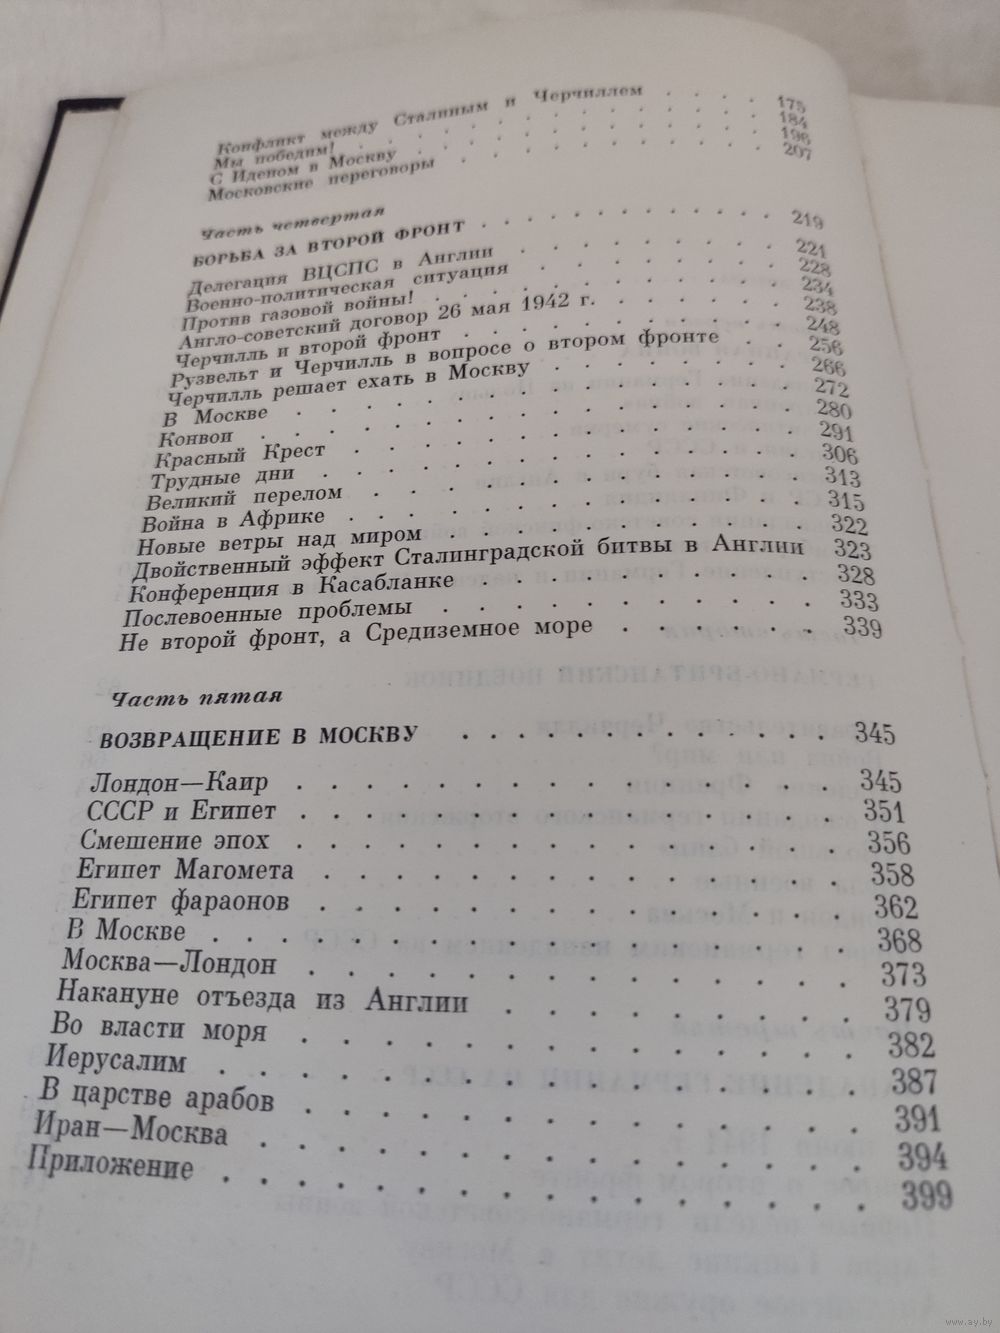 Конфликт между Сталиным и Черчиллем . . . . 175
Мы победим! . . . . . . . . . . . 184
С Иденом в Москву . . . . . . . . . . 196
Московские переговоры . . . . . . . . . 207
Часть четвертая
БОРЬБА ЗА ВТОРОЙ ФРОНТ . . . . . . . . . . 219
Делегация ВЦСПС в Англии . . . . . . . . 221
Военно-политическая ситуация . . . . . . . 228
Против газовой войны! . . . . . . . . . 234
Англо-советский договор 26 мая 1942 г. . . . . . 238
Черчилль и второй фронт . . . . . . . . . 248
Рузвельт и Черчилль в вопросе о втором фронте . . 256
Черчилль решает ехать в Москву . . . . . . . 266
В Москве . . . . . . . . . . . . 272
Конвои . . . . . . . . . . . . . 280
Красный Крест . . . . . . . . . . . 291
Трудные дни . . . . . . . . . . . . 306
Великий перелом . . . . . . . . . . . 313
Война в Африке . . . . . . . . . . . 315
Новые ветры над миром . . . . . . . . . 322
Двойственный эффект Сталинградской битвы в Англии 323
Конференция в Касабланке . . . . . . . . 328
Послевоенные проблемы . . . . . . . . . 333
Не второй фронт, а Средиземное море . . . . . 339
Часть пятая
ВОЗВРАЩЕНИЕ В МОСКВУ . . . . . . . . . . 345
Лондон—Каир . . . . . . . . . . . . . 345
СССР и Египет . . . . . . . . . . . . . 351
Смешение эпох . . . . . . . . . . . . . 356
Египет Магомета . . . . . . . . . . . . 358
Египет фараонов . . . . . . . . . . . . 362
В Москве . . . . . . . . . . . . . . . 368
Москва—Лондон . . . . . . . . . . . . . 373
Накануне отъезда из Англии . . . . . . . . . 379
Во власти моря . . . . . . . . . . . . . 382
Иерусалим . . . . . . . . . . . . . . . 387
В царстве арабов . . . . . . . . . . . . . 391
Иран—Москва . . . . . . . . . . . . . . 394
Приложение . . . . . . . . . . . . . . . 399
www.ay.by